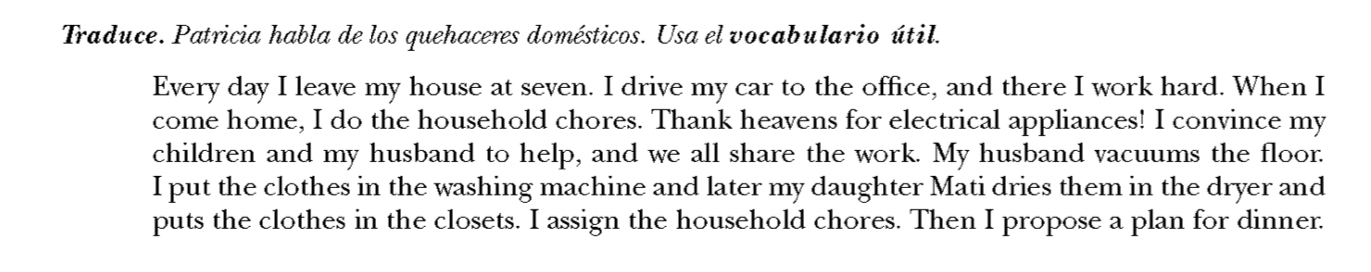 Traduce. Patricia habla de los quehaceres domésticos. Usa el vocabulario útil.
Every day I leave my house at seven. I drive my car to the office, and there I work hard. When I
come home, I do the household chores. Thank heavens for electrical appliances! I convince my
children and my husband to help, and we all share the work. My husband vacuums the floor.
I put the clothes in the washing machine and later my daughter Mati dries them in the dryer and
puts the clothes in the closets. I assign the household chores. Then I propose a plan for dinner.